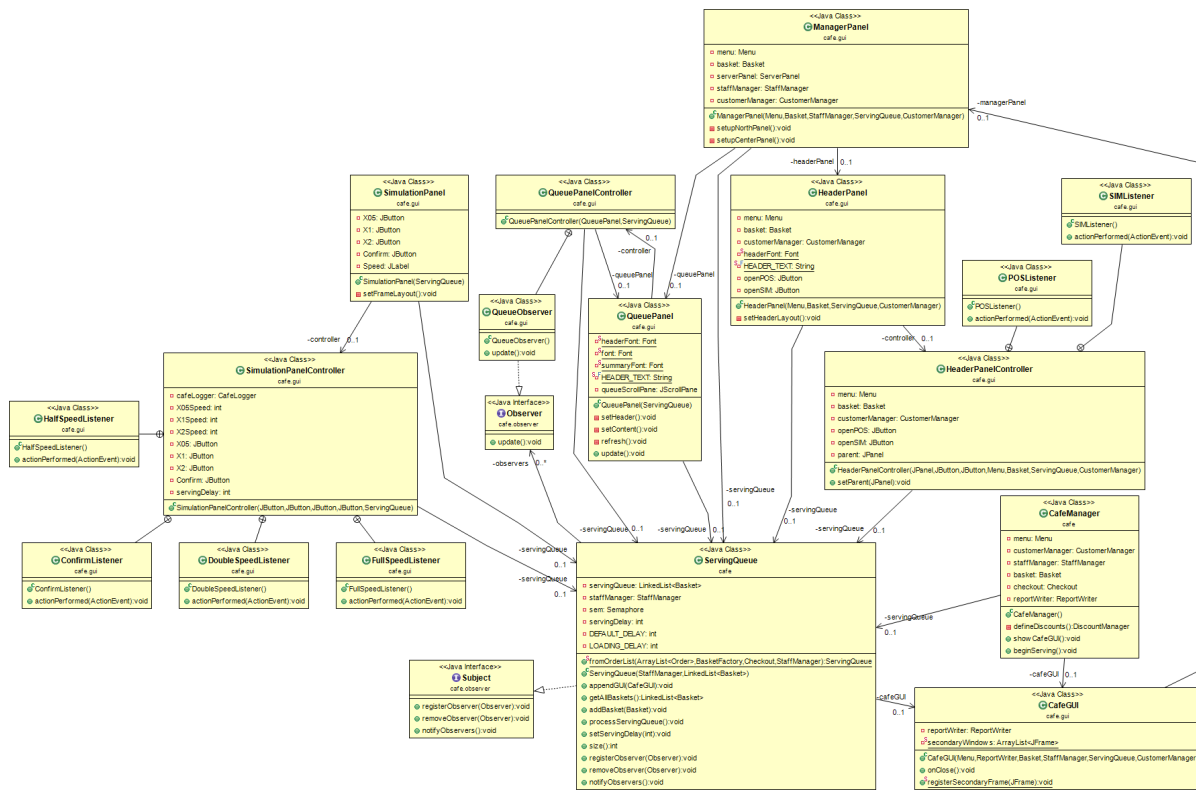 <<Java Class>>
ManagerPanel
cafe.gui
menu: Menu
basket: Basket
serverPanel: ServerPanel
staffManager: StaffManager
customerManager: CustomerManager
ManagerPanel(Menu,Basket,StaffManager,ServingQueue,CustomerManager)
setupNorthPanel():void
setupCenterPanel():void
-managerPanel
0..1
-headerPanel
0..1
<<Java Class>>
SimulationPanel
cafe.gui
X05: JButton
X1: JButton
X2: JButton
Confirm: JButton
Speed: JLabel
SimulationPanel(ServingQueue)
setFrameLayout():void
<<Java Class>>
QueuePanelController
cafe.gui
QueuePanelController(QueuePanel,ServingQueue)
0..1
-controller
-queuePanel
0..1
-queuePanel
0..1
<<Java Class>>
HeaderPanel
cafe.gui
menu: Menu
basket: Basket
customerManager: CustomerManager
headerFont: Font
HEADER_TEXT: String
openPOS: JButton
openSIM: JButton
HeaderPanel(Menu,Basket,ServingQueue,CustomerManager)
setHeaderLayout():void
<<Java Class>>
SIMListener
cafe.gui
SIMListener()
actionPerformed(ActionEvent):void
<<Java Class>>
POSListener
cafe.gui
POSListener()
actionPerformed(ActionEvent):void
<<Java Class>>
QueueObserver
cafe.gui
QueueObserver()
update():void
<<Java Class>>
QueuePanel
cafe.gui
headerFont: Font
font: Font
summaryFont: Font
HEADER_TEXT: String
queueScrollPane: JScrollPane
QueuePanel(ServingQueue)
setHeader():void
setContent():void
refresh():void
update():void
-controller
0..1
-controller
0..1
<<Java Class>>
SimulationPanelController
cafe.gui
cafeLogger: CafeLogger
X05Speed: int
X1Speed: int
X2Speed: int
X05: JButton
X1: JButton
X2: JButton
Confirm: JButton
servingDelay: int
SimulationPanelController(JButton,JButton,JButton,JButton,ServingQueue)
<<Java Class>>
HeaderPanelController
cafe.gui
menu: Menu
basket: Basket
customerManager: CustomerManager
openPOS: JButton
openSIM: JButton
parent: JPanel
HeaderPanelController(JPanel,JButton,JButton,Menu,Basket,ServingQueue,CustomerManager)
setParent(JPanel):void
<<Java Class>>
HalfSpeedListener
cafe.gui
HalfSpeedListener()
actionPerformed(ActionEvent):void
<<Java Interface>>
Observer
cafe.observer
update():void
-observers
0..*
-servingQueue
0..1
<<Java Class>>
ConfirmListener
cafe.gui
ConfirmListener()
actionPerformed(ActionEvent):void
<<Java Class>>
DoubleSpeedListener
cafe.gui
DoubleSpeedListener()
actionPerformed(ActionEvent):void
<<Java Class>>
FullSpeedListener
cafe.gui
FullSpeedListener()
actionPerformed(ActionEvent):void
-servingQueue
0..1
-servingQueue
0..1
-servingQueue
0..1
-servingQueue
0..1
-servingQueue
0..1
-servingQueue
0..1
<<Java Class>>
ServingQueue
cafe
servingQueue: LinkedList<Basket>
staffManager: StaffManager
sem: Semaphore
servingDelay: int
DEFAULT_DELAY: int
LOADING_DELAY: int
fromOrderList(ArrayList<Order>,BasketFactory,Checkout,StaffManager):ServingQueue
ServingQueue(StaffManager,LinkedList<Basket>)
appendGUI(CafeGUI):void
getAllBaskets():LinkedList<Basket>
addBasket(Basket):void
processServingQueue():void
setServingDelay(int):void
size():int
registerObserver(Observer):void
removeObserver(Observer):void
notifyObservers():void
<<Java Class>>
CafeManager
cafe
menu: Menu
customerManager: CustomerManager
staffManager: StaffManager
basket: Basket
checkout: Checkout
reportWriter: ReportWriter
CafeManager()
defineDiscounts():DiscountManager
showCafeGUI():void
beginServing():void
-servingQueue
0..1
<<Java Interface>>
Subject
cafe.observer
registerObserver(Observer):void
removeObserver(Observer):void
notifyObservers():void
-cafeGUI
0..1
-cafeGUI
0..1
<<Java Class>>
CafeGUI
cafe.gui
reportWriter: ReportWriter
secondaryWindows: ArrayList<JFrame>
CafeGUI(Menu,ReportWriter,Basket,StaffManager,ServingQueue,CustomerManager)
onClose():void
registerSecondaryFrame(JFrame):void